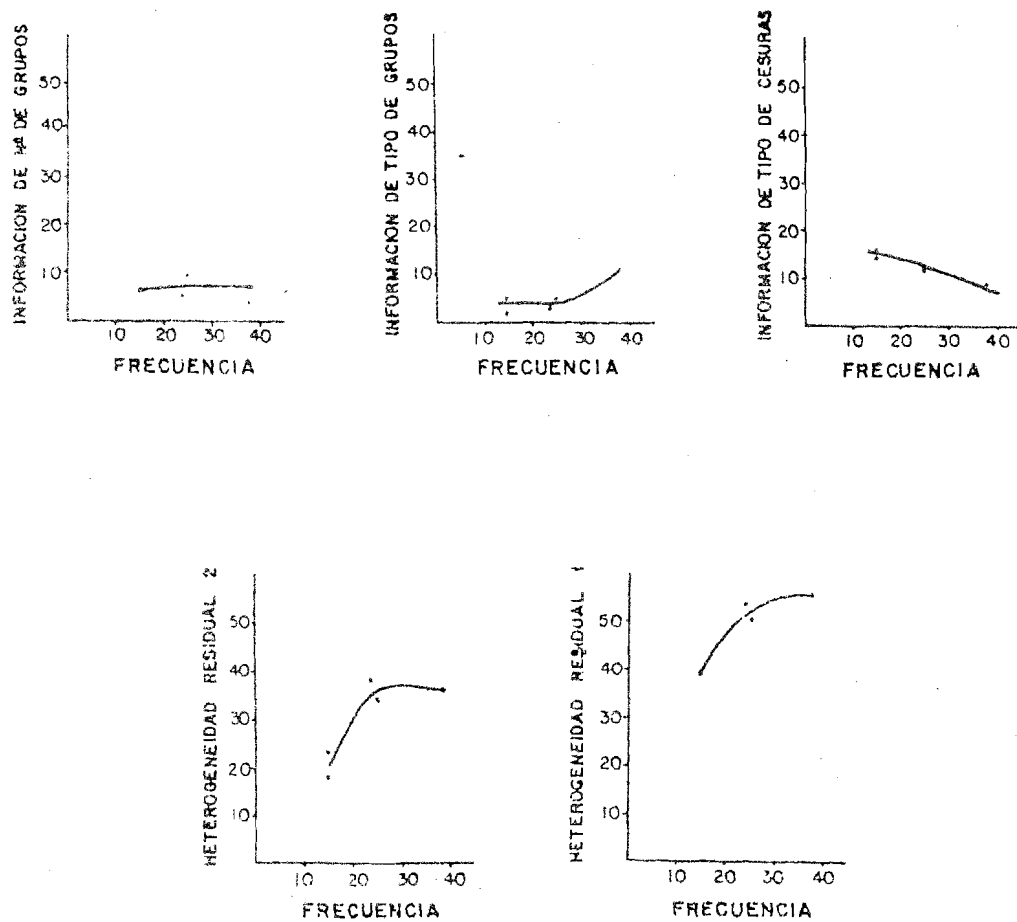 INFORMACION DE Nº DE GRUPOS
50
40
30
20
10
10 20 30 40
FRECUENCIA
INFORMACION DE TIPO DE GRUPOS
50
40
30
20
10
10 20 30 40
FRECUENCIA
INFORMACION DE TIPO DE CESURAS
50
40
30
20
10
10 20 30 40
FRECUENCIA
HETEROGENEIDAD RESIDUAL 2
50
40
30
20
10
10 20 30 40
FRECUENCIA
HETEROGENEIDAD RESIDUAL 1
50
40
30
20
10
10 20 30 40
FRECUENCIA